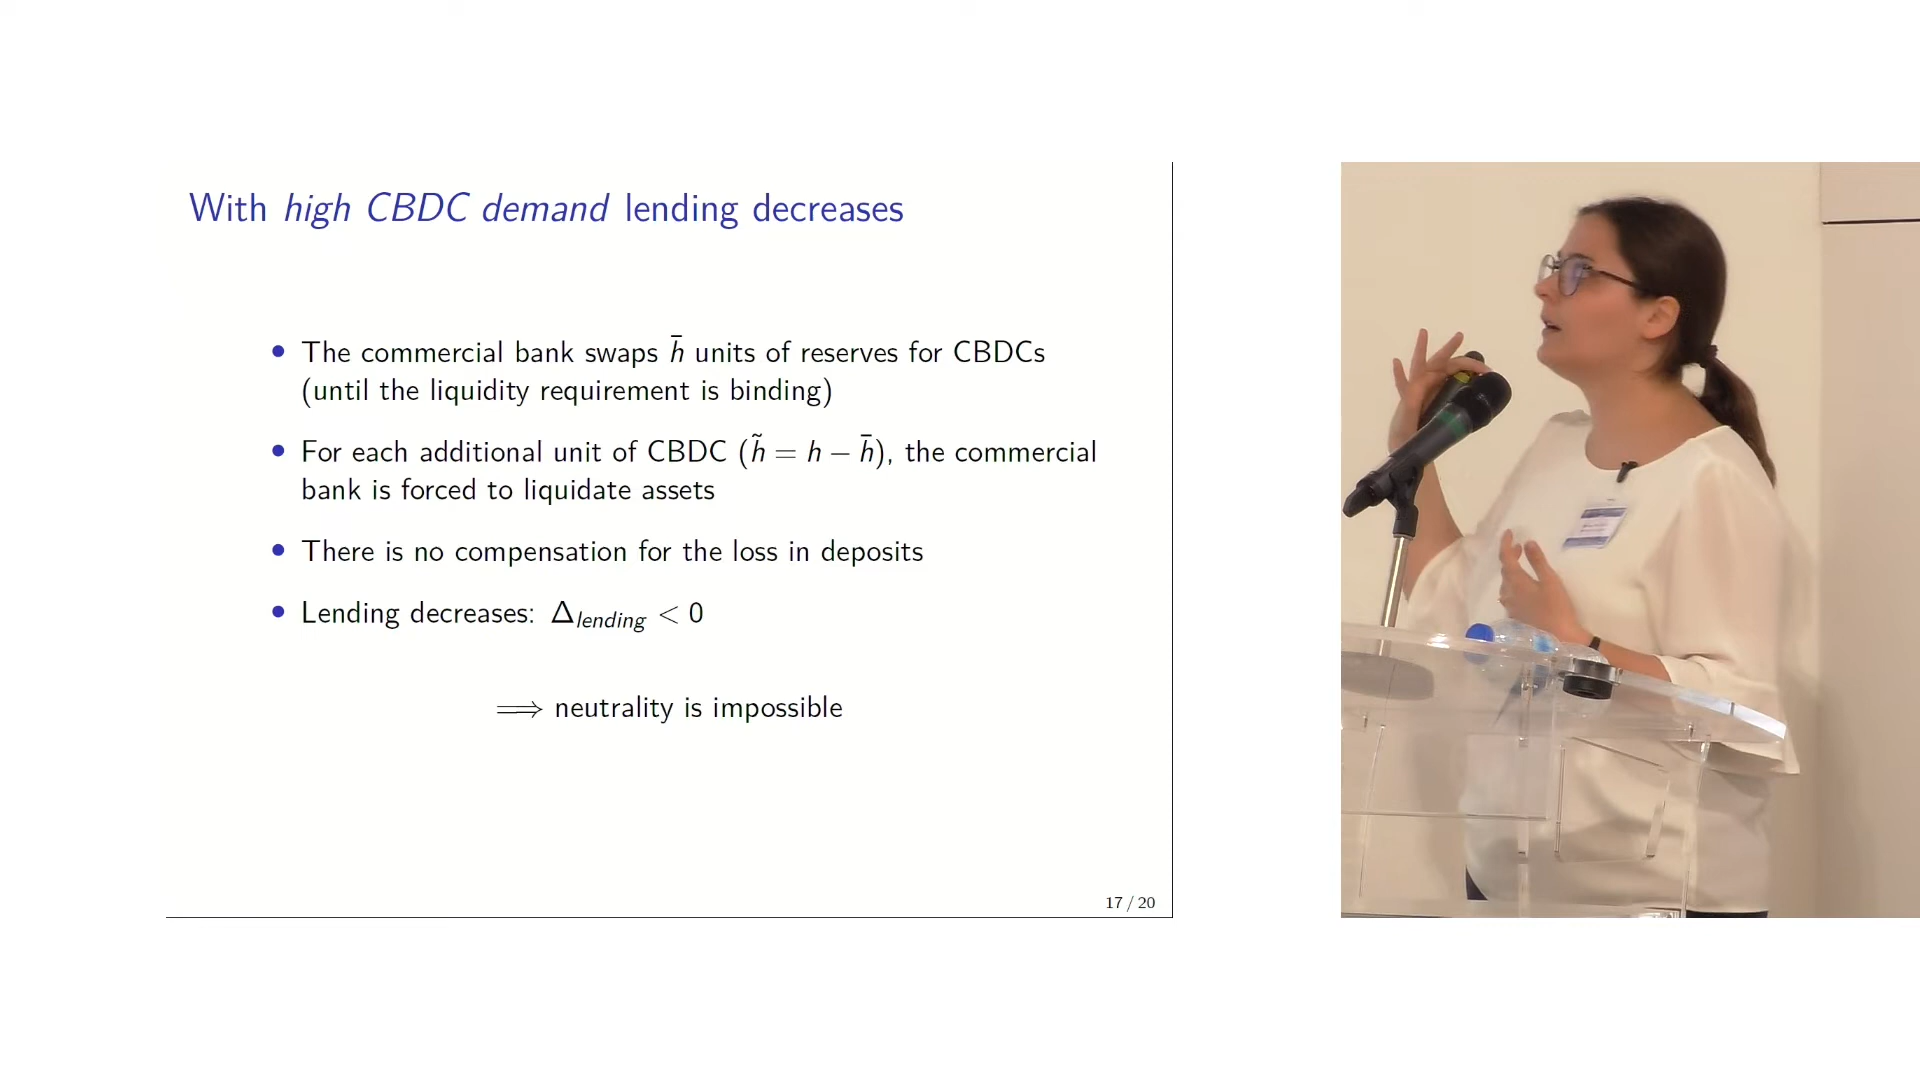 With high CBDC demand lending decreases
• The commercial bank swaps h̄ units of reserves for CBDCs
(until the liquidity requirement is binding)
• For each additional unit of CBDC (h̃ = h − h̄), the commercial
bank is forced to liquidate assets
• There is no compensation for the loss in deposits
• Lending decreases: Δlending < 0
⟹ neutrality is impossible
17 / 20